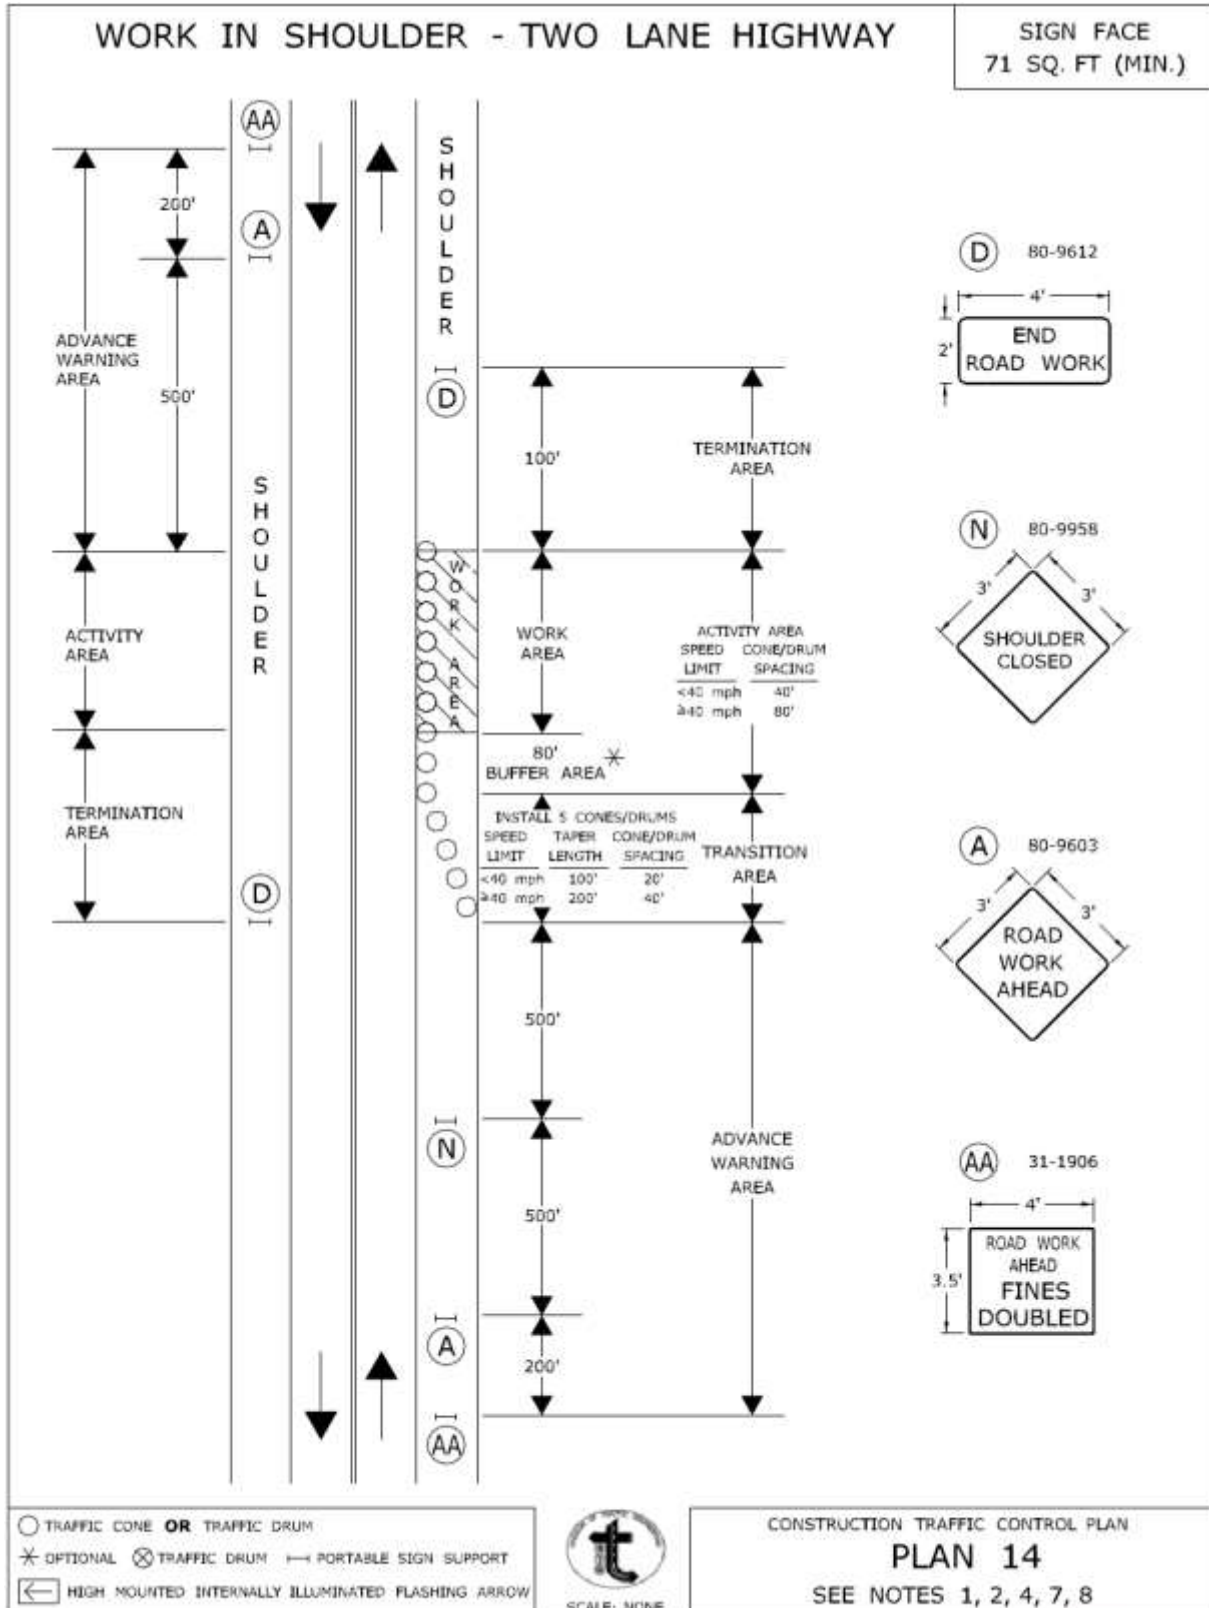 WORK IN SHOULDER - TWO LANE HIGHWAY
SIGN FACE
71 SQ. FT (MIN.)
AA
200'
A
ADVANCE
WARNING
AREA
500'
SHOULDER
ACTIVITY
AREA
TERMINATION
AREA
D
SHOULDER
D
100'
TERMINATION
AREA
WORK AREA
WORK
AREA
ACTIVITY AREA
SPEED CONE/DRUM
LIMIT SPACING
<40 mph 40'
≥40 mph 80'
80'
BUFFER AREA *
INSTALL 5 CONES/DRUMS
SPEED TAPER CONE/DRUM
LIMIT LENGTH SPACING
<40 mph 100' 20'
≥40 mph 200' 40'
TRANSITION
AREA
500'
N
500'
ADVANCE
WARNING
AREA
A
200'
AA
D 80-9612
4'
2'
END
ROAD WORK
N 80-9958
3' 3'
SHOULDER
CLOSED
A 80-9603
3' 3'
ROAD
WORK
AHEAD
AA 31-1906
4'
3.5'
ROAD WORK
AHEAD
FINES
DOUBLED
TRAFFIC CONE OR TRAFFIC DRUM
* OPTIONAL TRAFFIC DRUM PORTABLE SIGN SUPPORT
HIGH MOUNTED INTERNALLY ILLUMINATED FLASHING ARROW
t
SCALE: NONE
CONSTRUCTION TRAFFIC CONTROL PLAN
PLAN 14
SEE NOTES 1, 2, 4, 7, 8